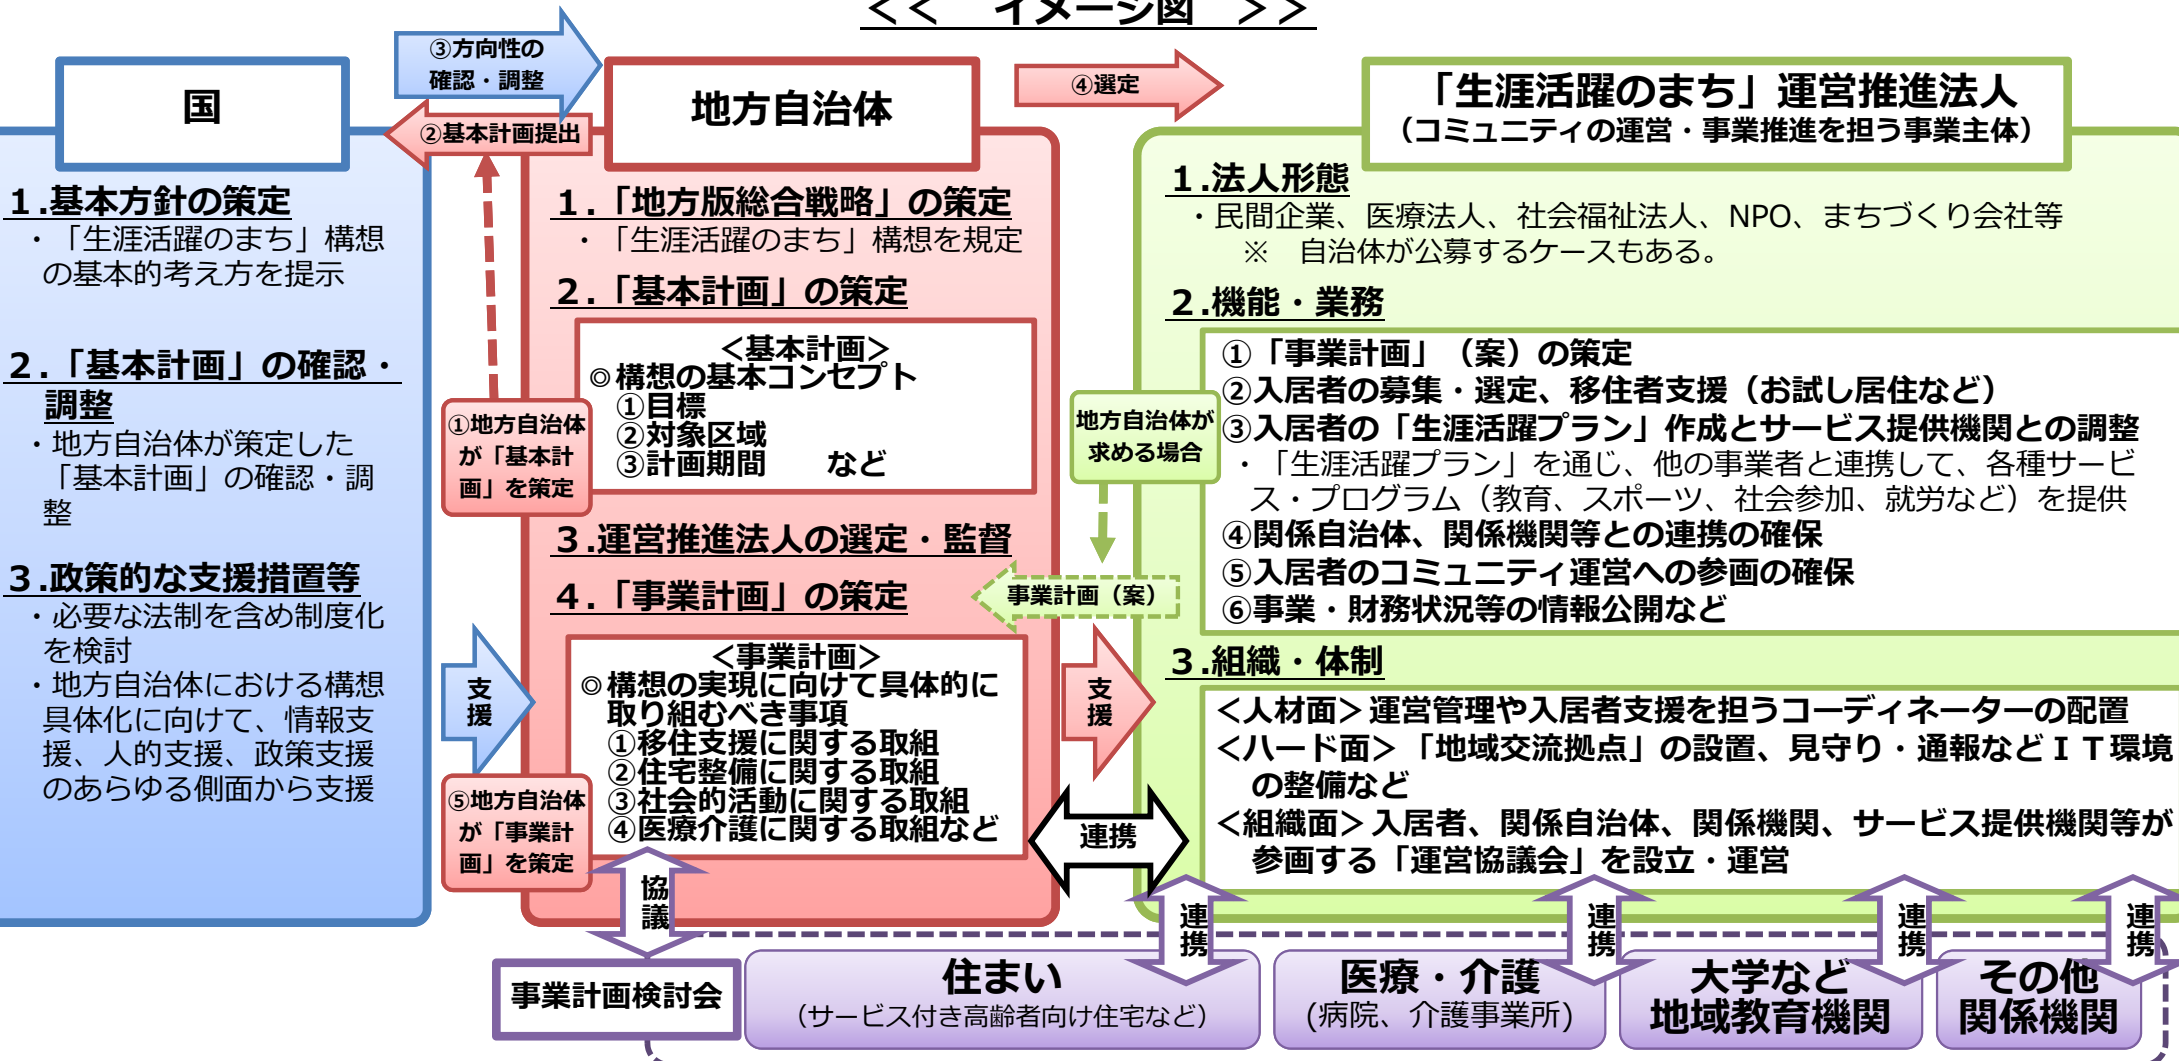 <<　イメージ図　>>
③方向性の
確認・調整
②基本計画提出
④選定
国
１.基本方針の策定
・「生涯活躍のまち」構想
の基本的考え方を提示
２.「基本計画」の確認・
調整
・地方自治体が策定した
「基本計画」の確認・調
整
３.政策的な支援措置等
・必要な法制を含め制度化
を検討
・地方自治体における構想
具体化に向けて、情報支
援、人的支援、政策支援
のあらゆる側面から支援
①地方自治体
が「基本計
画」を策定
支
援
⑤地方自治体
が「事業計
画」を策定
地方自治体
１.「地方版総合戦略」の策定
・「生涯活躍のまち」構想を規定
２.「基本計画」の策定
＜基本計画＞
◎構想の基本コンセプト
①目標
②対象区域
③計画期間　　など
３.運営推進法人の選定・監督
４.「事業計画」の策定
＜事業計画＞
◎構想の実現に向けて具体的に
取り組むべき事項
①移住支援に関する取組
②住宅整備に関する取組
③社会的活動に関する取組
④医療介護に関する取組など
地方自治体が
求める場合
事業計画（案）
支
援
連携
「生涯活躍のまち」運営推進法人
（コミュニティの運営・事業推進を担う事業主体）
１.法人形態
・民間企業、医療法人、社会福祉法人、NPO、まちづくり会社等
※　自治体が公募するケースもある。
２.機能・業務
①「事業計画」（案）の策定
②入居者の募集・選定、移住者支援（お試し居住など）
③入居者の「生涯活躍プラン」作成とサービス提供機関との調整
・「生涯活躍プラン」を通じ、他の事業者と連携して、各種サービ
ス・プログラム（教育、スポーツ、社会参加、就労など）を提供
④関係自治体、関係機関等との連携の確保
⑤入居者のコミュニティ運営への参画の確保
⑥事業・財務状況等の情報公開など
３.組織・体制
＜人材面＞運営管理や入居者支援を担うコーディネーターの配置
＜ハード面＞「地域交流拠点」の設置、見守り・通報などＩＴ環境
の整備など
＜組織面＞入居者、関係自治体、関係機関、サービス提供機関等が
参画する「運営協議会」を設立・運営
協
議
連
携
連
携
連
携
連
携
事業計画検討会
住まい
（サービス付き高齢者向け住宅など）
医療・介護
(病院、介護事業所)
大学など
地域教育機関
その他
関係機関